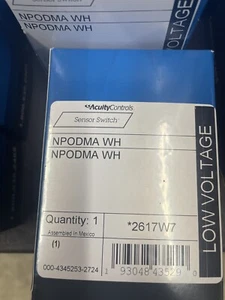 NPODMA WH
NPODMA WH
VOLTAGE
AcuityControls
Sensor Switch
NPODMA WH
NPODMA WH
Quantity: 1
*2617W7
Assembled in Mexico
(1)
000-4345253-2724
LOW VOLTAGE